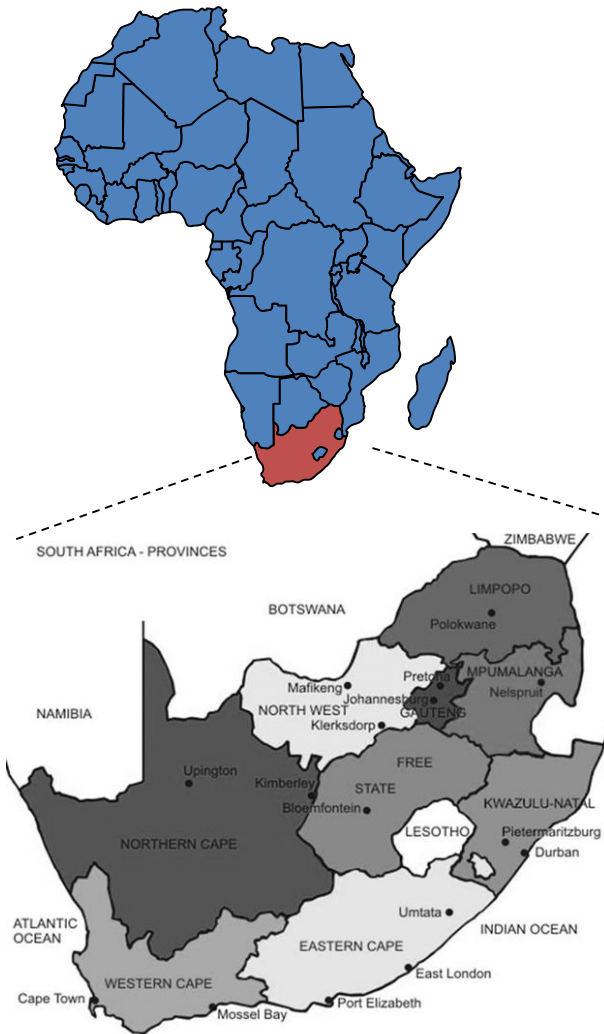 ZIMBABWE
SOUTH AFRICA - PROVINCES
LIMPOPO
BOTSWANA
Polokwane
MPUMALANGA
Pretoria
Mafikeng
Nelspruit
Johannesburg
NORTH WEST
GAUTENG
NAMIBIA
Klerksdorp
FREE
STATE
Upington
Kimberley
Bloemfontein
KWAZULU-NATAL
LESOTHO
Pietermaritzburg
NORTHERN CAPE
Durban
Umtata
ATLANTIC
OCEAN
INDIAN OCEAN
EASTERN CAPE
East London
WESTERN CAPE
Cape Town
Port Elizabeth
Mossel Bay